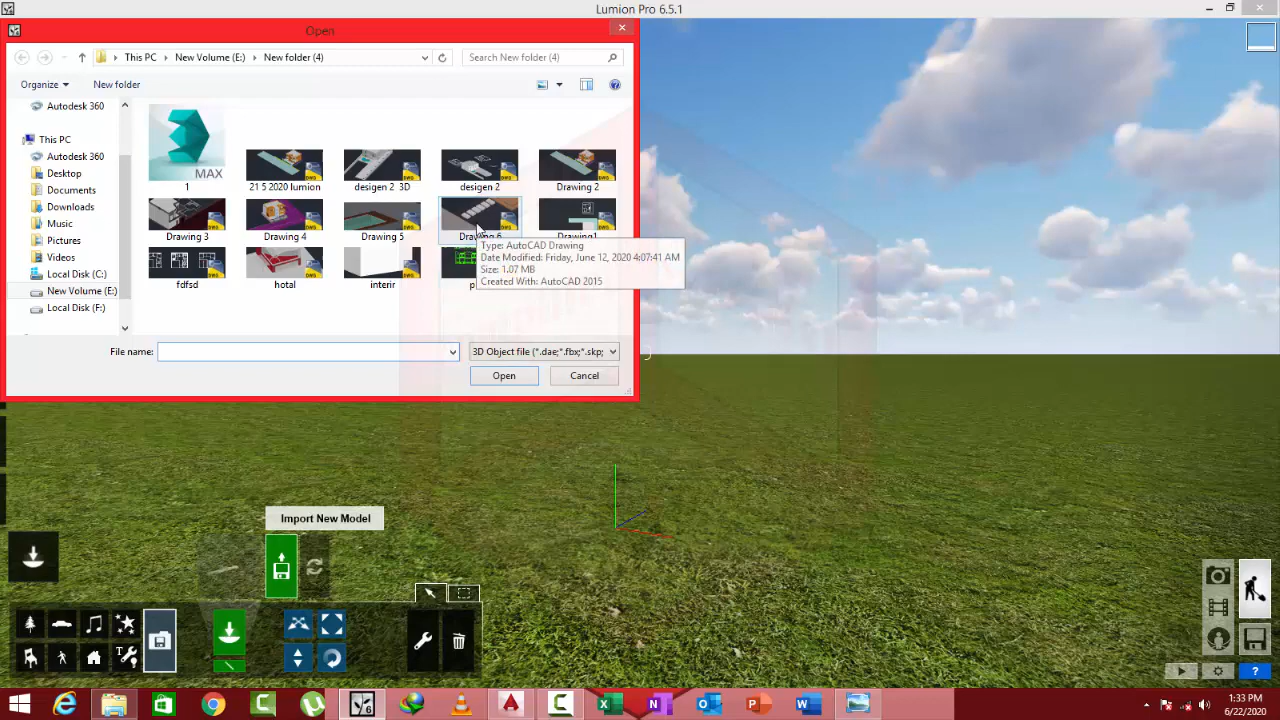 Lumion Pro 6.5.1
Open
This PC
New Volume (E:)
New folder (4)
Search New folder (4)
Organize
New folder
Autodesk 360
This PC
Autodesk 360
Desktop
Documents
Downloads
Music
Pictures
Videos
Local Disk (C:)
New Volume (E:)
Local Disk (F:)
MAX
1
21 5 2020 lumion
desigen 2 3D
desigen 2
Drawing 2
Drawing 3
Drawing 4
Drawing 5
Drawing 6
Drawing1
fdfsd
hotal
interir
Type: AutoCAD Drawing
Date Modified: Friday, June 12, 2020 4:07:41 AM
Size: 1.07 MB
Created With: AutoCAD 2015
File name:
3D Object file (*.dae;*.fbx;*.skp;
Open
Cancel
Import New Model
1:33 PM
6/22/2020